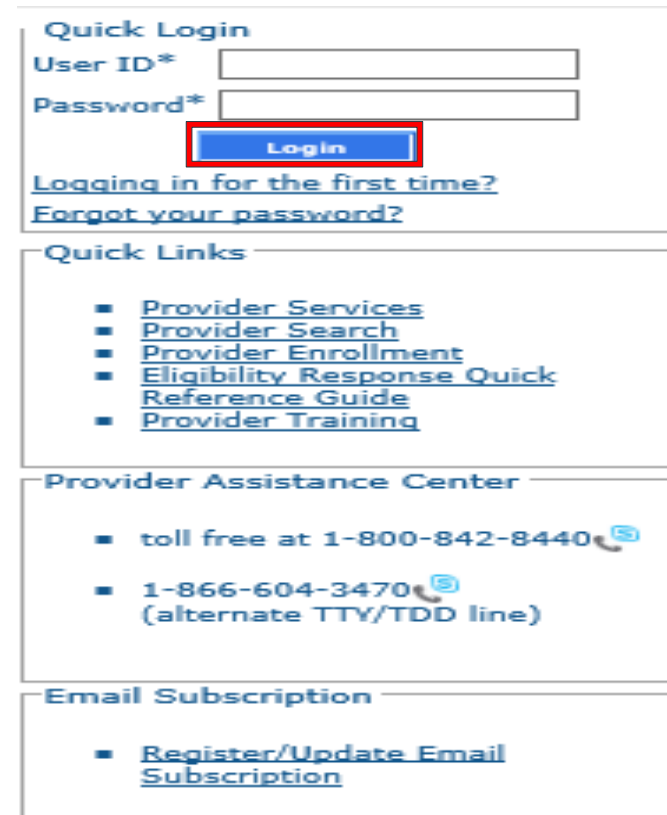 Quick Login
User ID*
Password*
Login
Logging in for the first time?
Forgot your password?
Quick Links
Provider Services
Provider Search
Provider Enrollment
Eligibility Response Quick
Reference Guide
Provider Training
Provider Assistance Center
toll free at 1-800-842-8440
1-866-604-3470
(alternate TTY/TDD line)
Email Subscription
Register/Update Email
Subscription